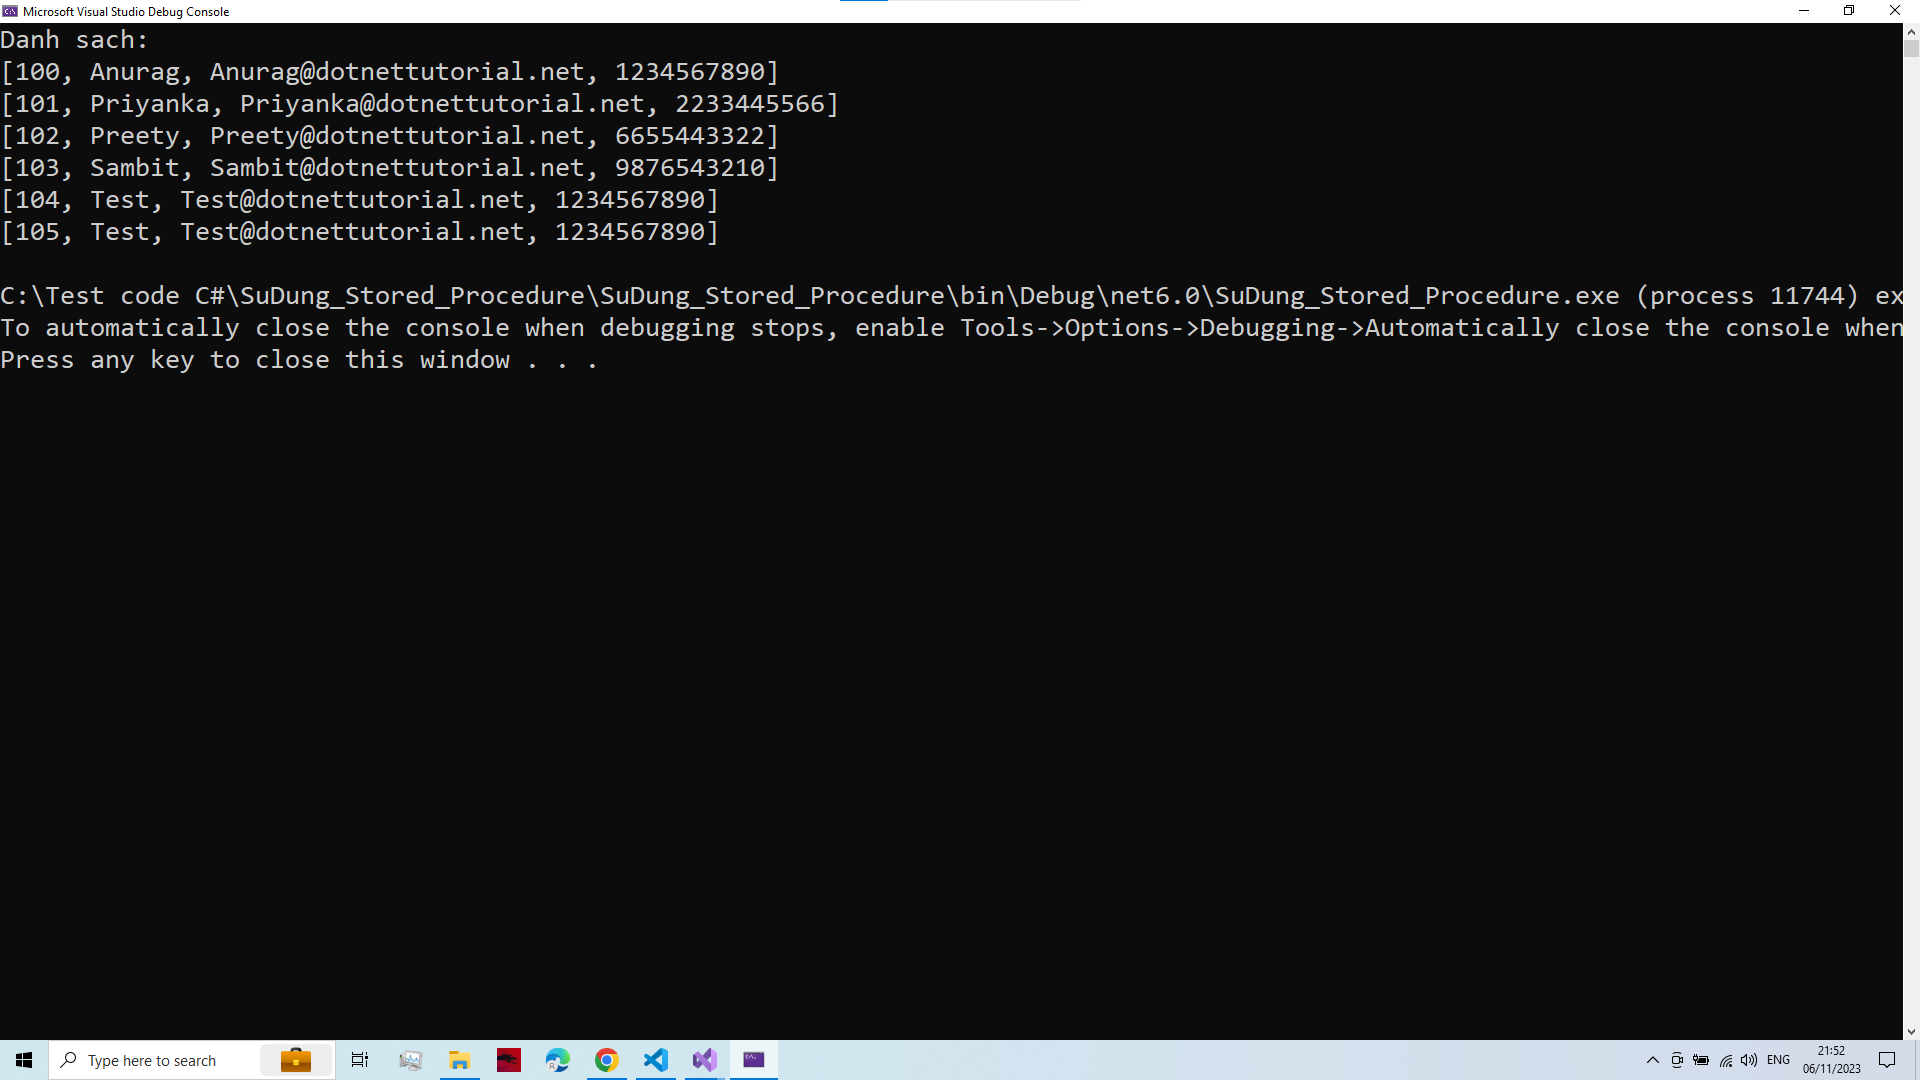 Microsoft Visual Studio Debug Console
Danh sach:
[100, Anurag, Anurag@dotnettutorial.net, 1234567890]
[101, Priyanka, Priyanka@dotnettutorial.net, 2233445566]
[102, Preety, Preety@dotnettutorial.net, 6655443322]
[103, Sambit, Sambit@dotnettutorial.net, 9876543210]
[104, Test, Test@dotnettutorial.net, 1234567890]
[105, Test, Test@dotnettutorial.net, 1234567890]
C:\Test code C#\SuDung_Stored_Procedure\SuDung_Stored_Procedure\bin\Debug\net6.0\SuDung_Stored_Procedure.exe (process 11744) ex
To automatically close the console when debugging stops, enable Tools->Options->Debugging->Automatically close the console when
Press any key to close this window . . .
Type here to search
ENG
21:52
06/11/2023